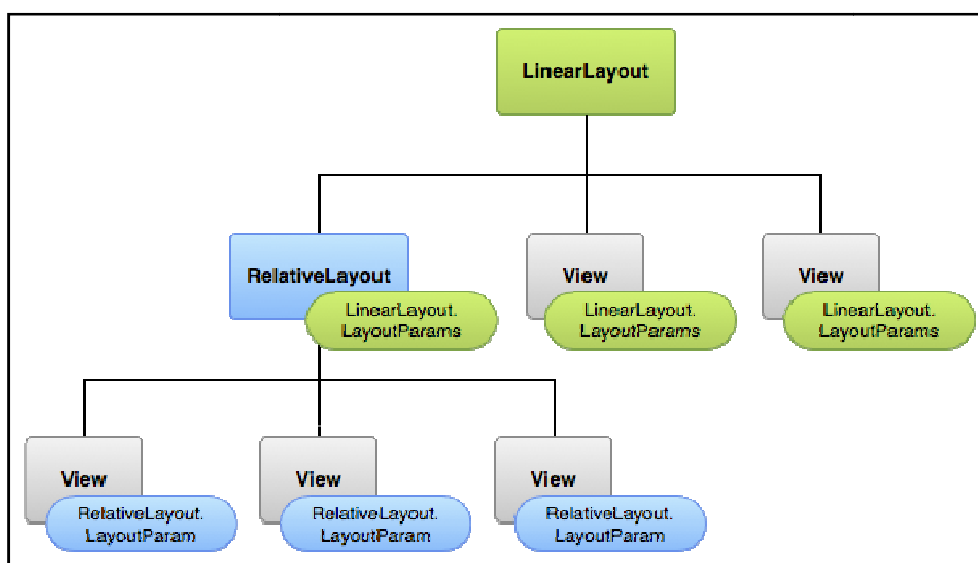 LinearLayout
RelativeLayout
LinearLayout.
LayoutParams
View
LinearLayout.
LayoutParams
View
LinearLayout.
LayoutParams
View
RelativeLayout.
LayoutParam
View
RelativeLayout.
LayoutParam
View
RelativeLayout.
LayoutParam